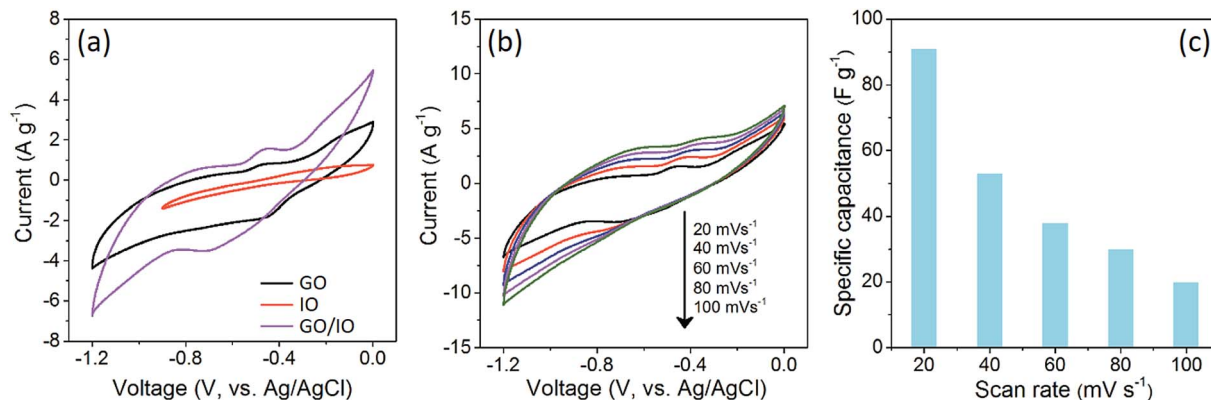 (a)
8
6
4
2
0
-2
-4
-6
-8
Current (A g⁻¹)
-1.2
-0.8
-0.4
0.0
Voltage (V, vs. Ag/AgCl)
GO
IO
GO/IO
(b)
15
10
5
0
-5
-10
-15
Current (A g⁻¹)
-1.2
-0.8
-0.4
0.0
Voltage (V, vs. Ag/AgCl)
20 mVs⁻¹
40 mVs⁻¹
60 mVs⁻¹
80 mVs⁻¹
100 mVs⁻¹
(c)
100
80
60
40
20
0
Specific capacitance (F g⁻¹)
20
40
60
80
100
Scan rate (mV s⁻¹)